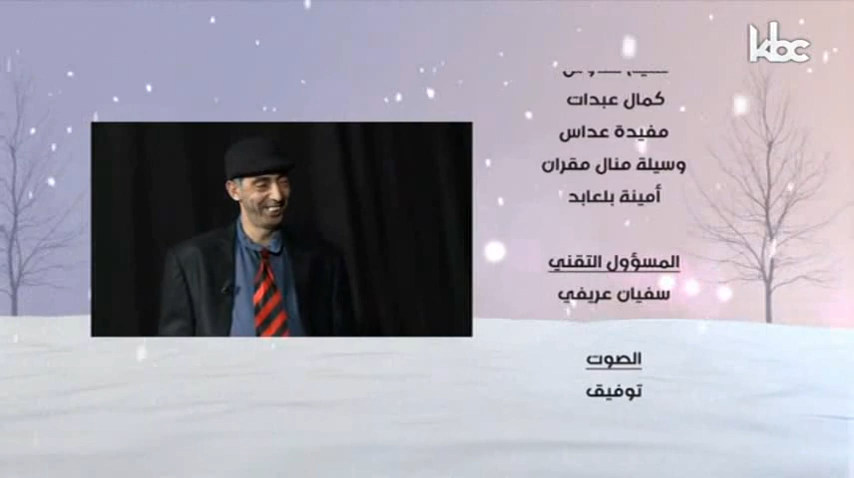 kbc
كمال عبدات
مفيدة عداس
وسيلة منال مقران
أمينة بلعابد
المسؤول التقني
سفيان عريفي
الصوت
توفيق